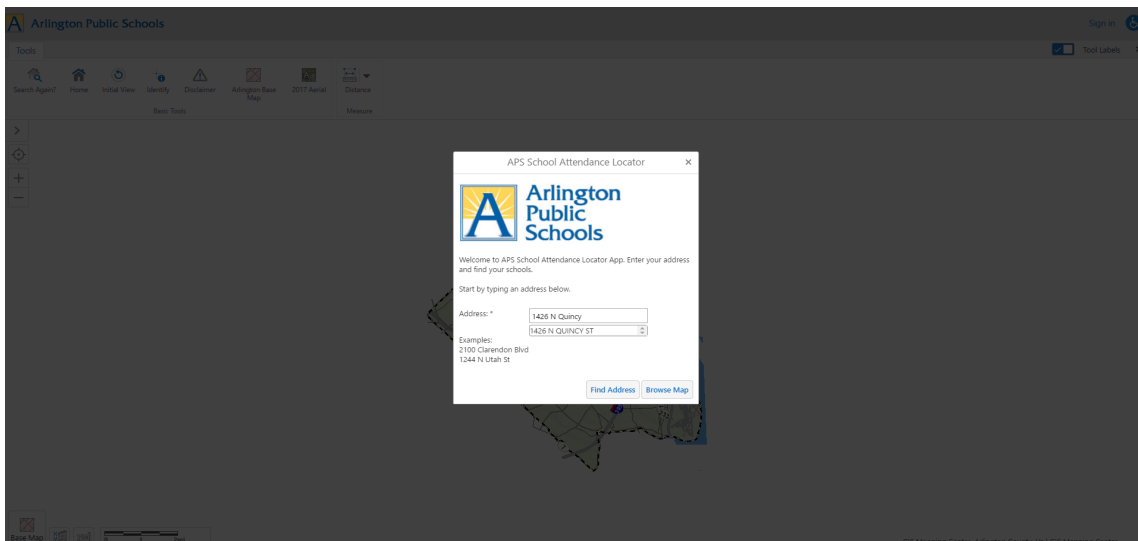 Arlington Public Schools
Sign in
Tools
Tool Labels
Search Again?
Home
Initial View
Identify
Disclaimer
Arlington Base
Map
2017 Aerial
Distance
Basic Tools
Measure
APS School Attendance Locator
Arlington
Public
Schools
Welcome to APS School Attendance Locator App. Enter your address
and find your schools.
Start by typing an address below.
Address: *
1426 N Quincy
1426 N QUINCY ST
Examples:
2100 Clarendon Blvd
1244 N Utah St
Find Address
Browse Map
Base Map